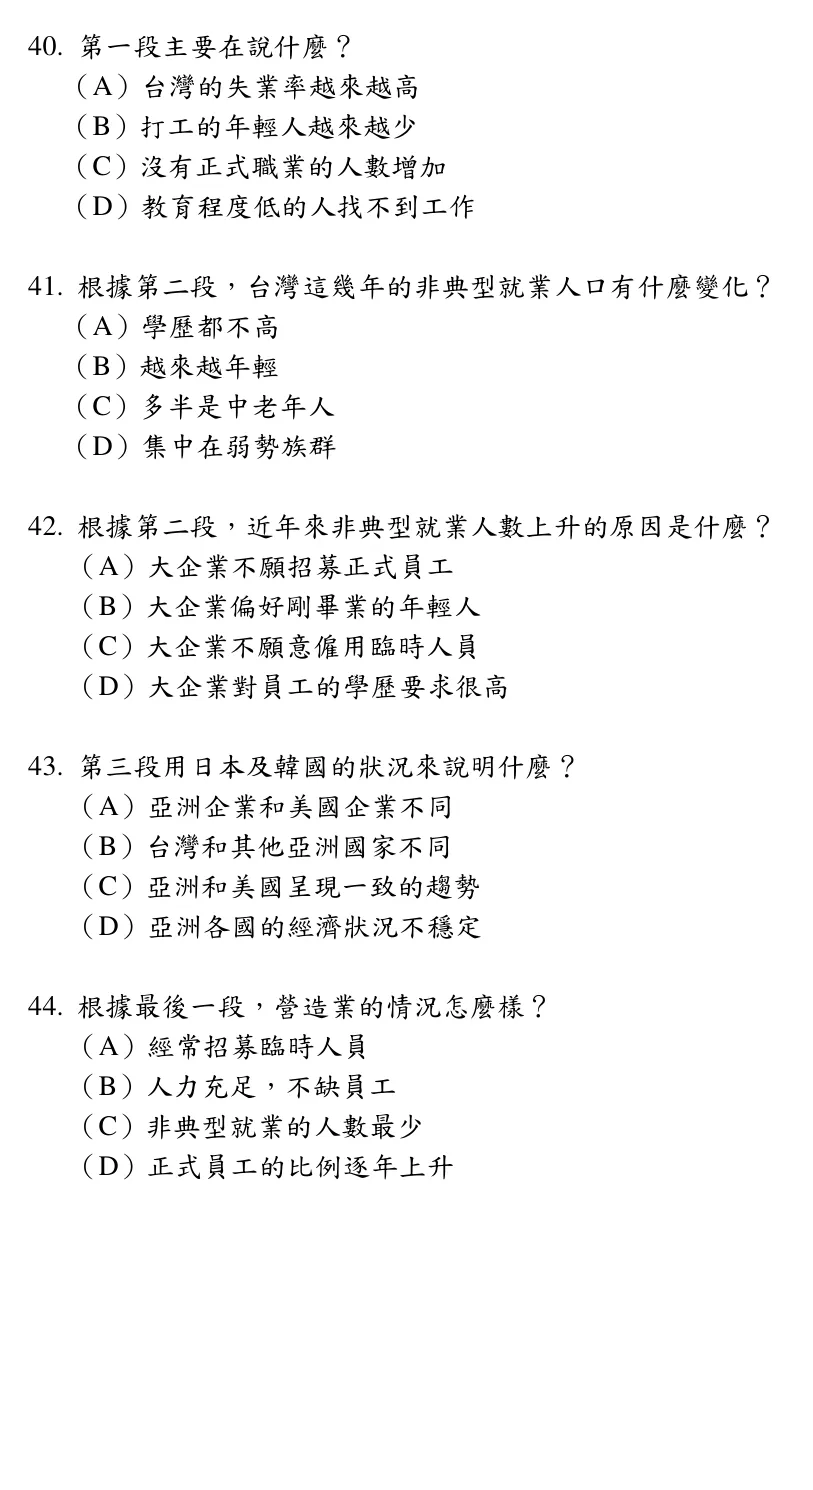 40. 第一段主要在說什麼？
（A）台灣的失業率越來越高
（B）打工的年輕人越來越少
（C）沒有正式職業的人數增加
（D）教育程度低的人找不到工作
41. 根據第二段，台灣這幾年的非典型就業人口有什麼變化？
（A）學歷都不高
（B）越來越年輕
（C）多半是中老年人
（D）集中在弱勢族群
42. 根據第二段，近年來非典型就業人數上升的原因是什麼？
（A）大企業不願招募正式員工
（B）大企業偏好剛畢業的年輕人
（C）大企業不願意僱用臨時人員
（D）大企業對員工的學歷要求很高
43. 第三段用日本及韓國的狀況來說明什麼？
（A）亞洲企業和美國企業不同
（B）台灣和其他亞洲國家不同
（C）亞洲和美國呈現一致的趨勢
（D）亞洲各國的經濟狀況不穩定
44. 根據最後一段，營造業的情況怎麼樣？
（A）經常招募臨時人員
（B）人力充足，不缺員工
（C）非典型就業的人數最少
（D）正式員工的比例逐年上升